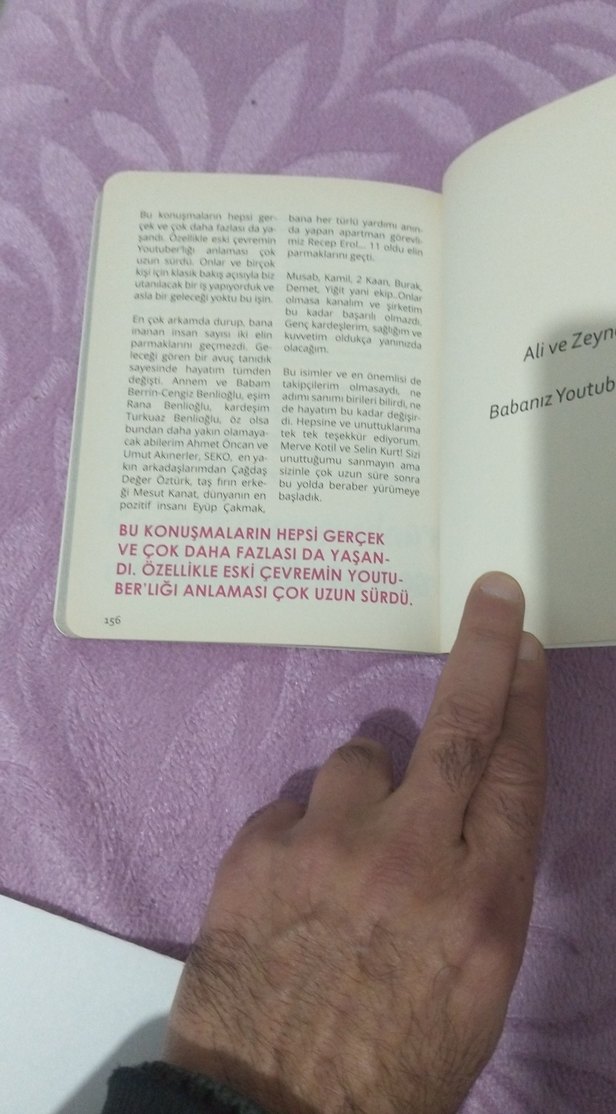 Bu konuşmaların hepsi ger-
çek ve çok daha fazlası da ya-
şandı. Özellikle eski çevremin
Youtuber'lığı anlaması çok
uzun sürdü. Onlar ve birçok
kişi için klasik bakış açısıyla biz
utanılacak bir iş yapıyorduk ve
asla bir geleceği yoktu bu işin.
En çok arkamda durup, bana
inanan insan sayısı iki elin
parmaklarını geçmezdi. Ge-
leceği gören bir avuç tanıdık
sayesinde hayatım tümden
değişti. Annem ve Babam
Berrin-Cengiz Benlioğlu, eşim
Rana Benlioğlu, kardeşim
Turkuaz Benlioğlu, öz olsa
bundan daha yakın olamaya-
cak abilerim Ahmet Öncan ve
Umut Akınerler, SEKO, en ya-
kın arkadaşlarımdan Çağdaş
Değer Öztürk, taş fırın erke-
ği Mesut Kanat, dünyanın en
pozitif insanı Eyüp Çakmak,
bana her türlü yardımı anın-
da yapan apartman görevli-
miz Recep Erol... 11 oldu elin
parmaklarını geçti.
Musab, Kamil, 2 Kaan, Burak,
Demet, Yiğit yani ekip..Onlar
olmasa kanalım ve şirketim
bu kadar başarılı olmazdı.
Genç kardeşlerim, sağlığım ve
kuvvetim oldukça yanınızda
olacağım.
Bu isimler ve en önemlisi de
takipçilerim olmasaydı, ne
adımı sanımı birileri bilirdi, ne
de hayatım bu kadar değişir-
di. Hepsine ve unuttuklarıma
tek tek teşekkür ediyorum.
Merve Kotil ve Selin Kurt! Sizi
unuttuğumu sanmayın ama
sizinle çok uzun süre sonra
bu yolda beraber yürümeye
başladık.
BU KONUŞMALARIN HEPSİ GERÇEK
VE ÇOK DAHA FAZLASI DA YAŞAN-
DI. ÖZELLİKLE ESKİ ÇEVREMİN YOUTU-
BER'LIĞI ANLAMASI ÇOK UZUN SÜRDÜ.
156
Ali ve Zeyn
Babanız Youtub